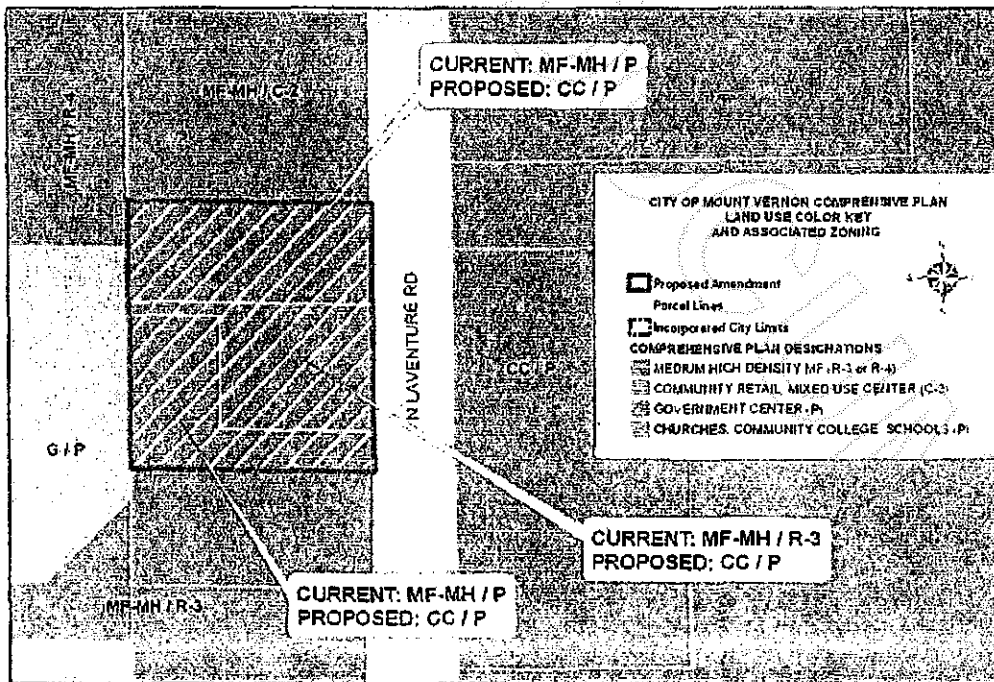 CURRENT: MF-MH / P
PROPOSED: CC / P
MF-MH / C-2
MF-MH / R-4
N LAVENTURE RD
CC / P
G / P
CITY OF MOUNT VERNON COMPREHENSIVE PLAN
LAND USE COLOR KEY
AND ASSOCIATED ZONING
Proposed Amendment
Parcel Lines
Incorporated City Limits
COMPREHENSIVE PLAN DESIGNATIONS
MEDIUM HIGH DENSITY MF (R-3 or R-4)
COMMUNITY RETAIL MIXED USE CENTER (C-2)
GOVERNMENT CENTER (P)
CHURCHES, COMMUNITY COLLEGE SCHOOLS (P)
CURRENT: MF-MH / R-3
PROPOSED: CC / P
CURRENT: MF-MH / P
PROPOSED: CC / P
MF-MH / R-3